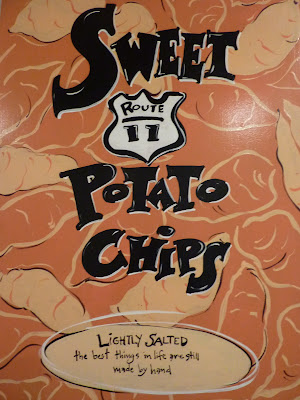 SWEET
ROUTE
11
POTATO
CHIPS
LIGHTLY SALTED
the best things in life are still
made by hand